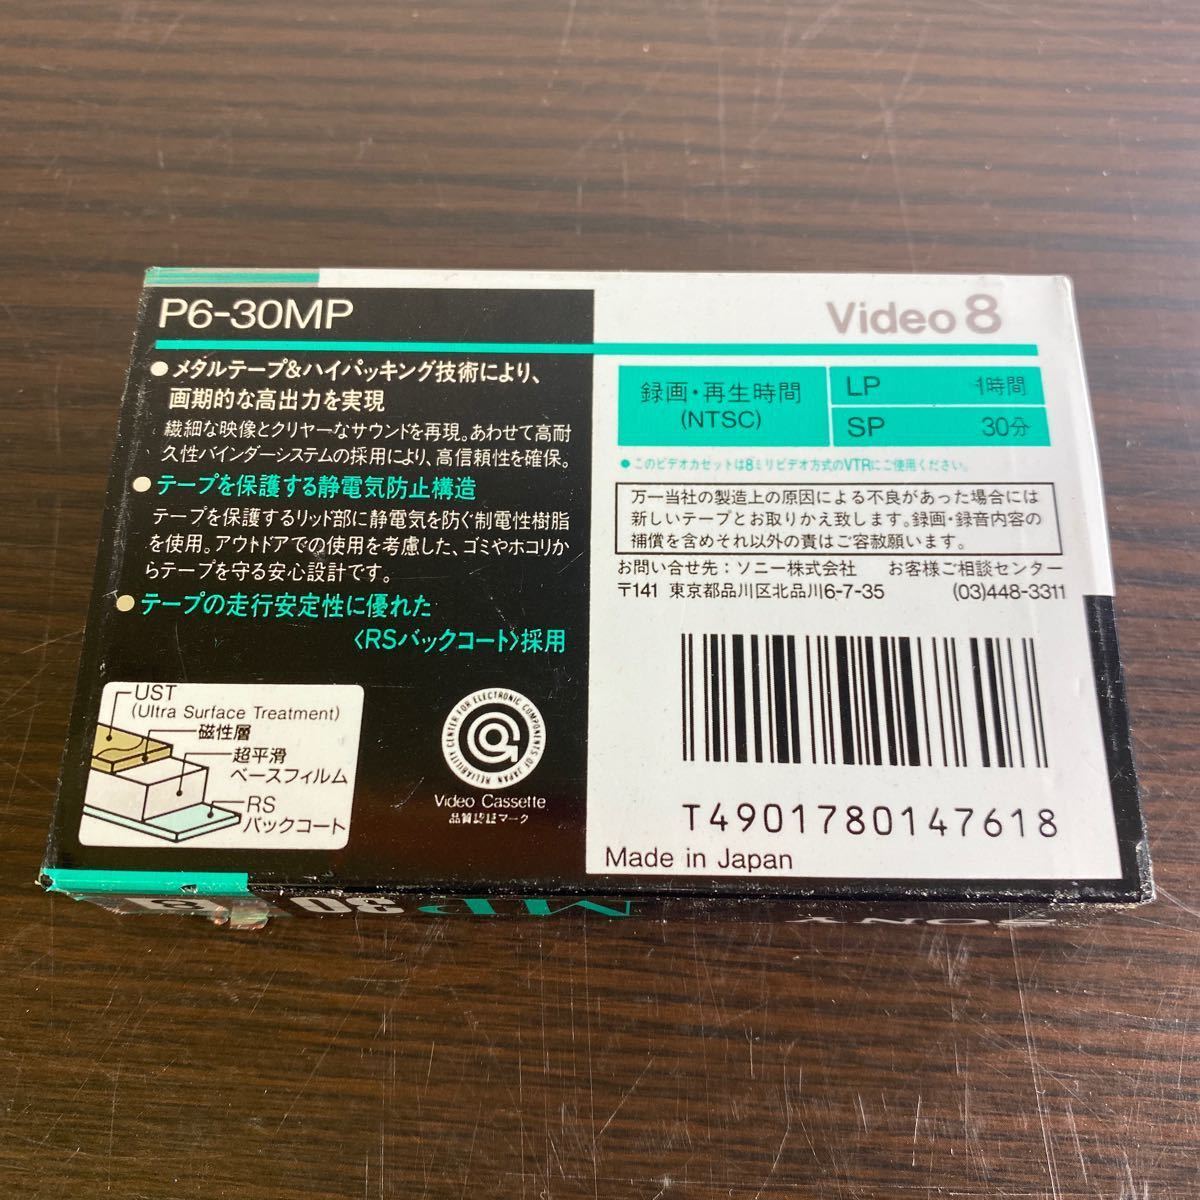 P6-30MP
●メタルテープ&ハイパッキング技術により、
画期的な高出力を実現
繊細な映像とクリヤーなサウンドを再現。あわせて高耐
久性バインダーシステムの採用により、高信頼性を確保。
●テープを保護する静電気防止構造
テープを保護するリッド部に静電気を防ぐ制電性樹脂
を使用。アウトドアでの使用を考慮した、ゴミやホコリか
らテープを守る安心設計です。
●テープの走行安定性に優れた
〈RSバックコート〉採用
UST
(Ultra Surface Treatment)
磁性層
超平滑
ベースフィルム
RS
バックコート
RELIABILITY CENTER FOR ELECTRONIC COMPONENTS OF JAPAN
Video Cassette
品質認証マーク
Video 8
録画・再生時間
(NTSC)
LP 1時間
SP 30分
●このビデオカセットは8ミリビデオ方式のVTRにご使用ください。
万一当社の製造上の原因による不良があった場合には
新しいテープとお取りかえ致します。録画・録音内容の
補償を含めそれ以外の責はご容赦願います。
お問い合せ先：ソニー株式会社 お客様ご相談センター
〒141 東京都品川区北品川6-7-35 (03)448-3311
T4901780147618
Made in Japan
SONY
MP
30
8